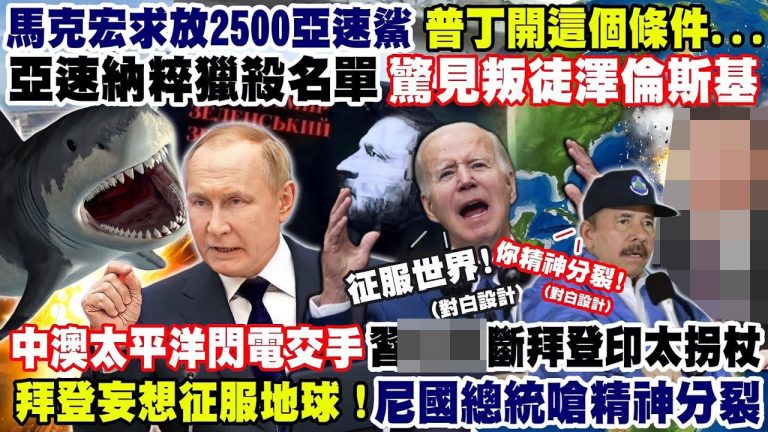 馬克宏求放2500亞速鯊 普丁開這個條件...
亞速納粹獵殺名單 驚見叛徒澤倫斯基
ЗЕЛЕНСЬКИЙ
征服世界!
(對白設計)
你精神分裂!
(對白設計)
中澳太平洋閃電交手 習 斷拜登印太拐杖
拜登妄想征服地球!尼國總統嗆精神分裂